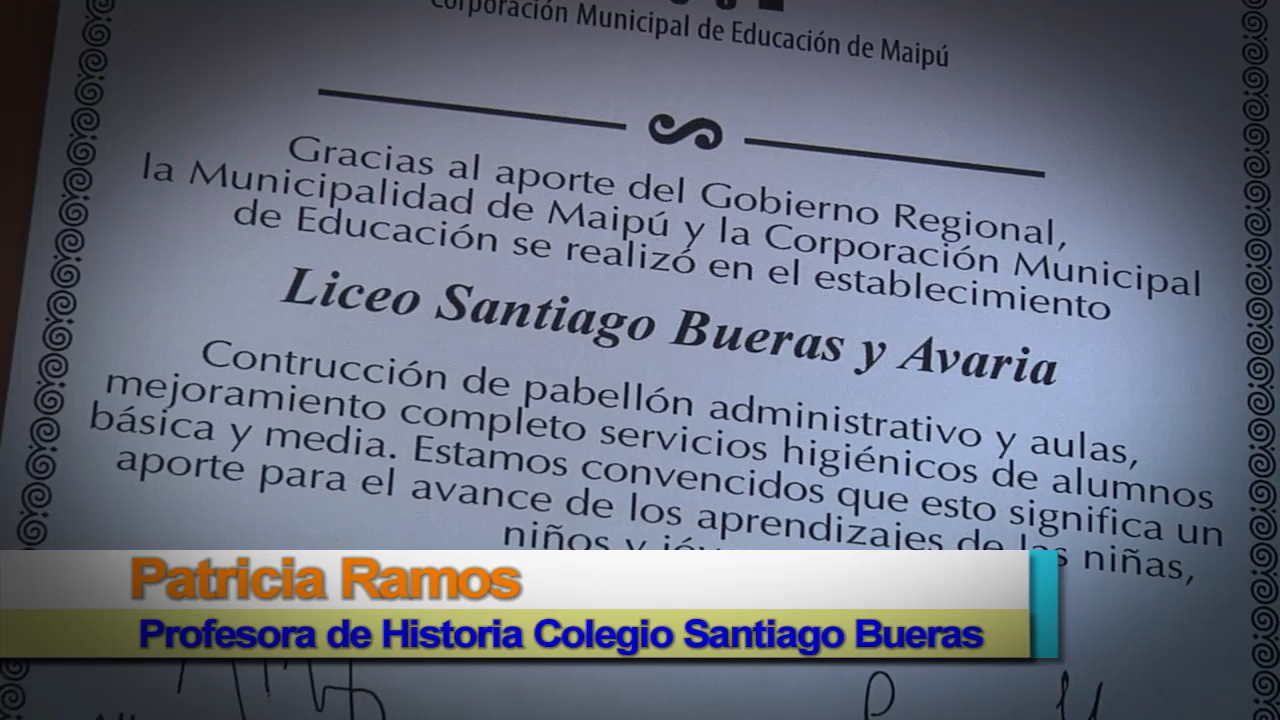 Corporación Municipal de Educación de Maipú
Gracias al aporte del Gobierno Regional,
la Municipalidad de Maipú y la Corporación Municipal
de Educación se realizó en el establecimiento
Liceo Santiago Bueras y Avaria
Contrucción de pabellón administrativo y aulas,
mejoramiento completo servicios higiénicos de alumnos
básica y media. Estamos convencidos que esto significa un
aporte para el avance de los aprendizajes de las niñas,
niños y
Patricia Ramos
Profesora de Historia Colegio Santiago Bueras